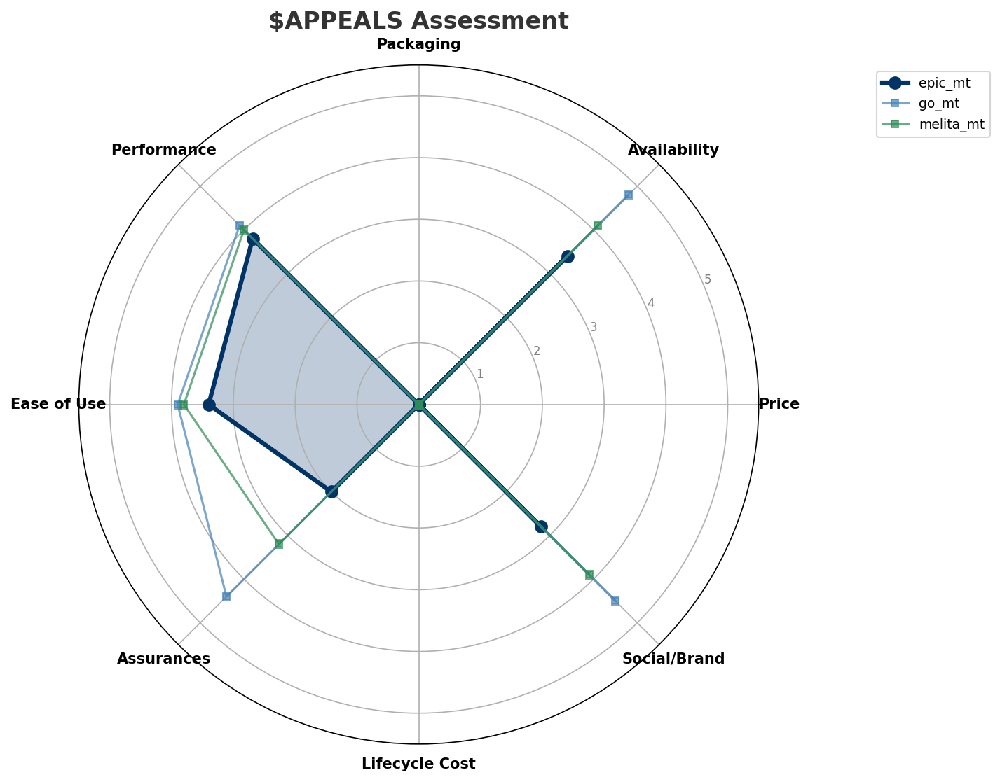 $APPEALS Assessment
Packaging
epic_mt
go_mt
melita_mt
Performance
Availability
5
4
3
2
1
Ease of Use
Price
Assurances
Social/Brand
Lifecycle Cost